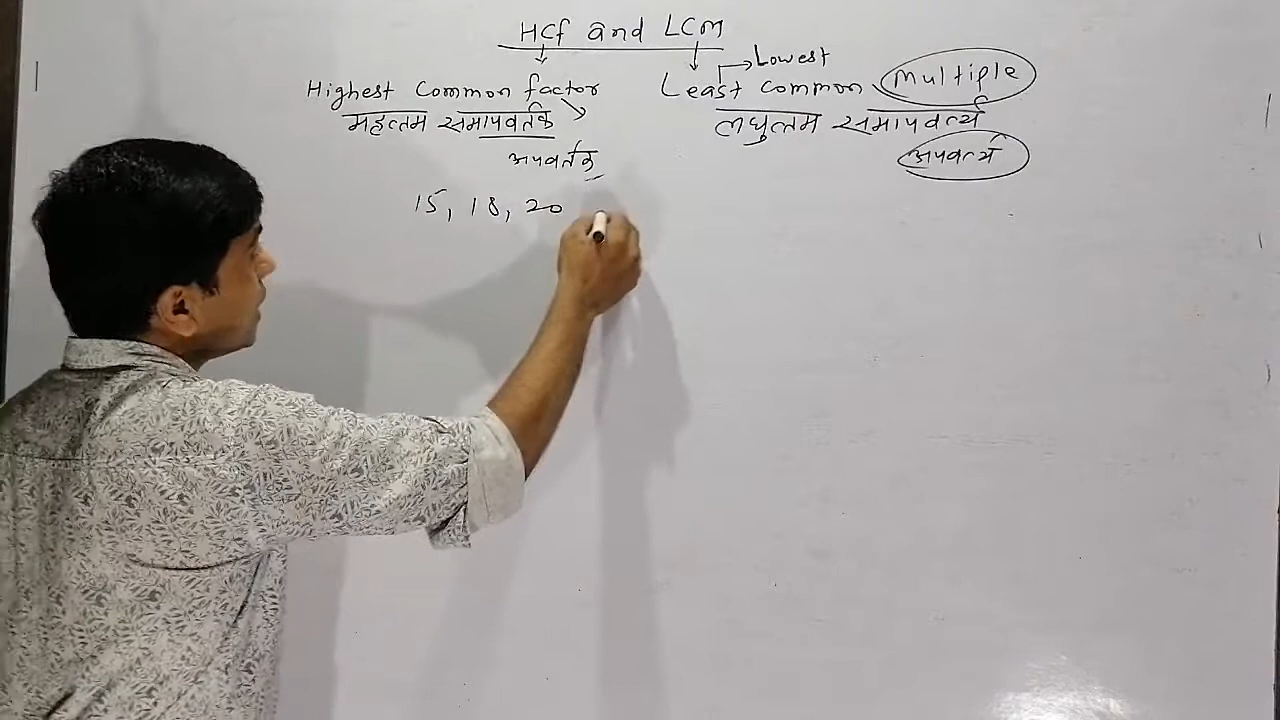 HCf and LCM
Lowest
Highest Common factor
Least common Multiple
महत्तम समापवर्तक
लघुत्तम समापवर्त्य
अपवर्तक
अपवर्त्य
15, 18, 20